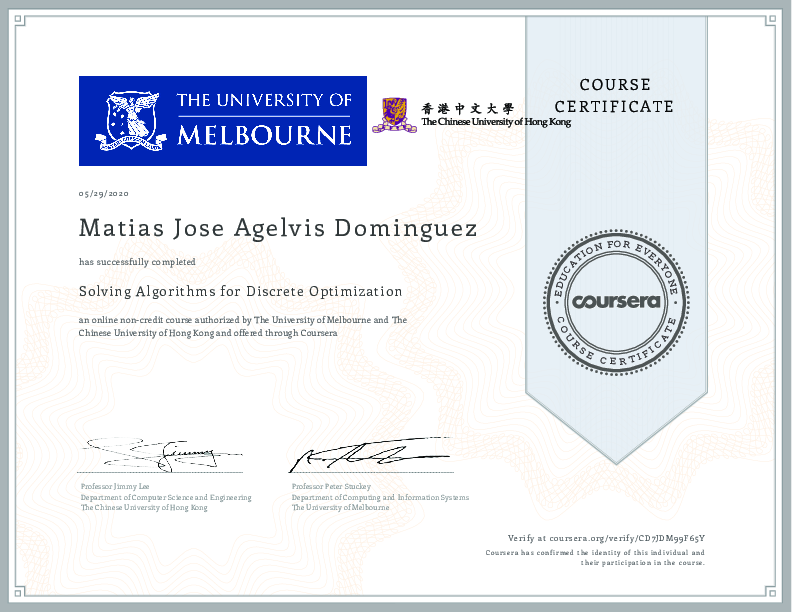 THE UNIVERSITY OF
MELBOURNE
香港中文大學
The Chinese University of Hong Kong
COURSE
CERTIFICATE
05/29/2020
Matias Jose Agelvis Dominguez
has successfully completed
Solving Algorithms for Discrete Optimization
an online non-credit course authorized by The University of Melbourne and The
Chinese University of Hong Kong and offered through Coursera
EDUCATION FOR EVERYONE
coursera
COURSE CERTIFICATE
Jimmy
Professor Jimmy Lee
Department of Computer Science and Engineering
The Chinese University of Hong Kong
Professor Peter Stuckey
Department of Computing and Information Systems
The University of Melbourne
Verify at coursera.org/verify/CD7JDM99F65Y
Coursera has confirmed the identity of this individual and
their participation in the course.